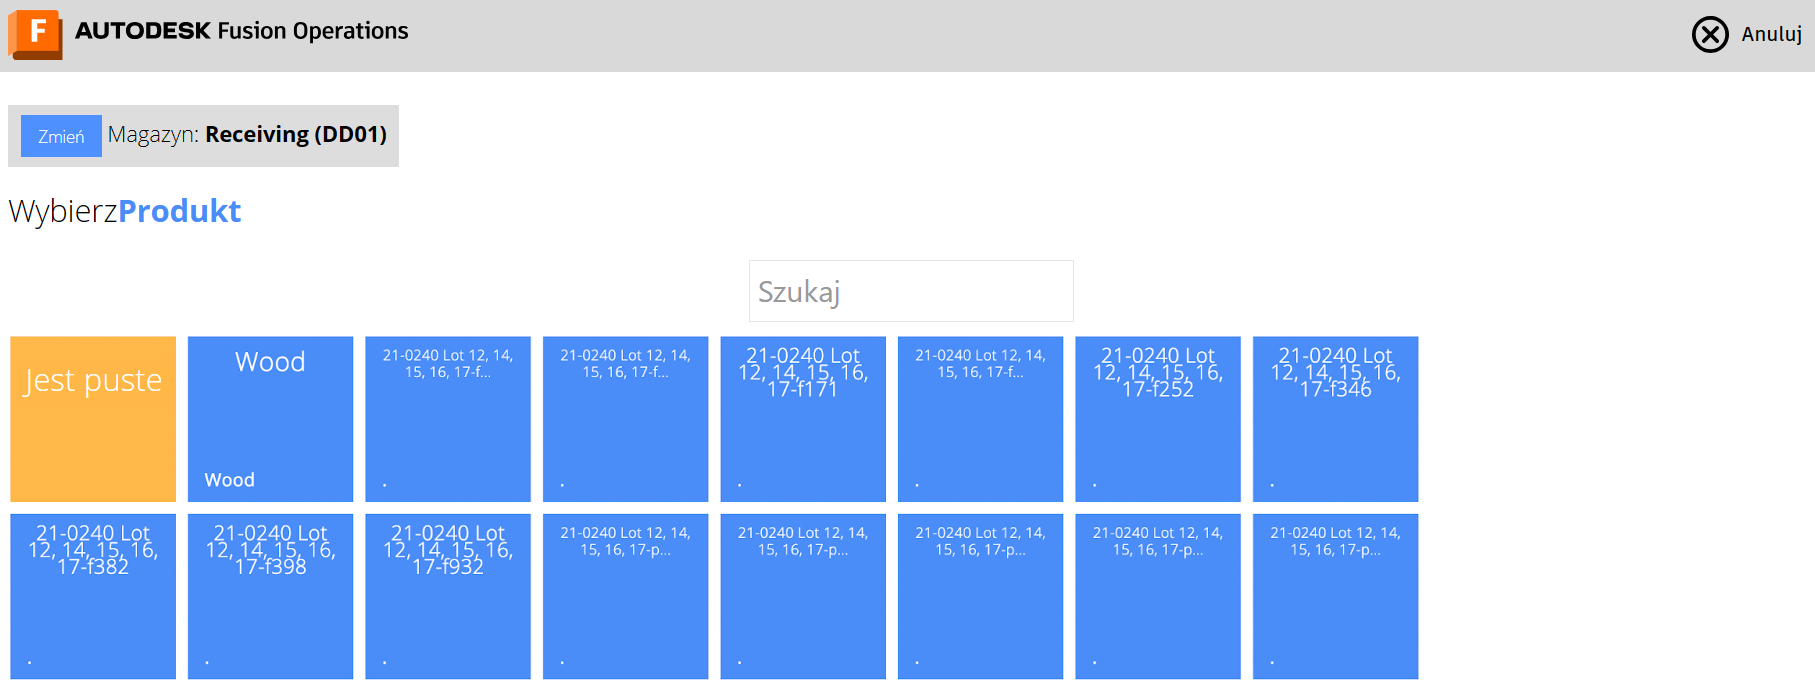 F AUTODESK Fusion Operations
Anuluj
Zmień Magazyn: Receiving (DD01)
WybierzProdukt
Szukaj
Jest puste
Wood
Wood
21-0240 Lot 12, 14,
15, 16, 17-f...
.
21-0240 Lot 12, 14,
15, 16, 17-f...
.
21-0240 Lot
12, 14, 15, 16,
17-f171
.
21-0240 Lot 12, 14,
15, 16, 17-f...
.
21-0240 Lot
12, 14, 15, 16,
17-f252
.
21-0240 Lot
12, 14, 15, 16,
17-f346
.
21-0240 Lot
12, 14, 15, 16,
17-f382
.
21-0240 Lot
12, 14, 15, 16,
17-f398
.
21-0240 Lot
12, 14, 15, 16,
17-f932
.
21-0240 Lot 12, 14,
15, 16, 17-p...
.
21-0240 Lot 12, 14,
15, 16, 17-p...
.
21-0240 Lot 12, 14,
15, 16, 17-p...
.
21-0240 Lot 12, 14,
15, 16, 17-p...
.
21-0240 Lot 12, 14,
15, 16, 17-p...
.